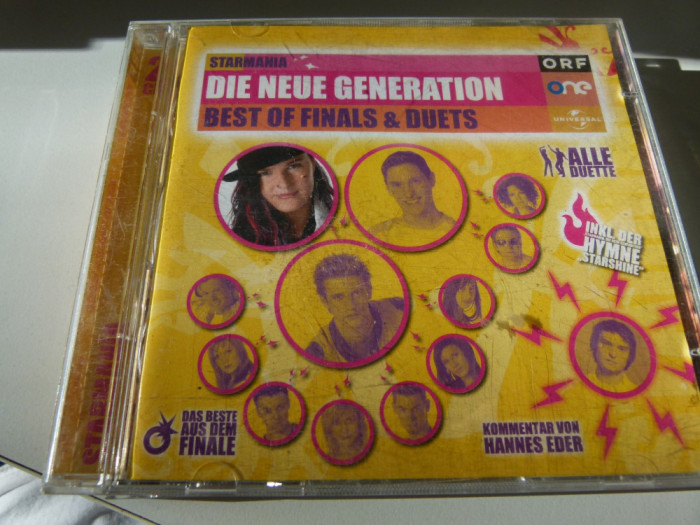 STARMANIA
DIE NEUE GENERATION
BEST OF FINALS & DUETS
ORF
one
UNIVERSAL
ALLE
DUETTE
INKL. DER
HYMNE
"STARSHINE"
DAS BESTE
AUS DEM
FINALE
KOMMENTAR VON
HANNES EDER
STARMANIA